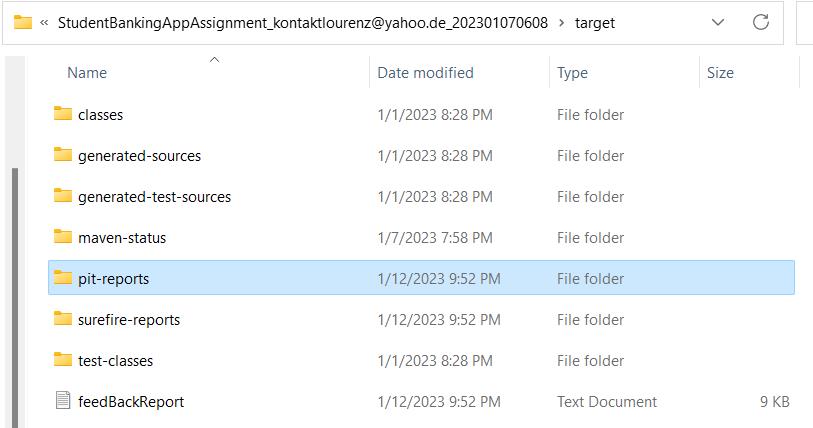 « StudentBankingAppAssignment_kontaktlourenz@yahoo.de_202301070608 › target
Name Date modified Type Size
classes 1/1/2023 8:28 PM File folder
generated-sources 1/1/2023 8:28 PM File folder
generated-test-sources 1/1/2023 8:28 PM File folder
maven-status 1/7/2023 7:58 PM File folder
pit-reports 1/12/2023 9:52 PM File folder
surefire-reports 1/12/2023 9:52 PM File folder
test-classes 1/1/2023 8:28 PM File folder
feedBackReport 1/12/2023 9:52 PM Text Document 9 KB